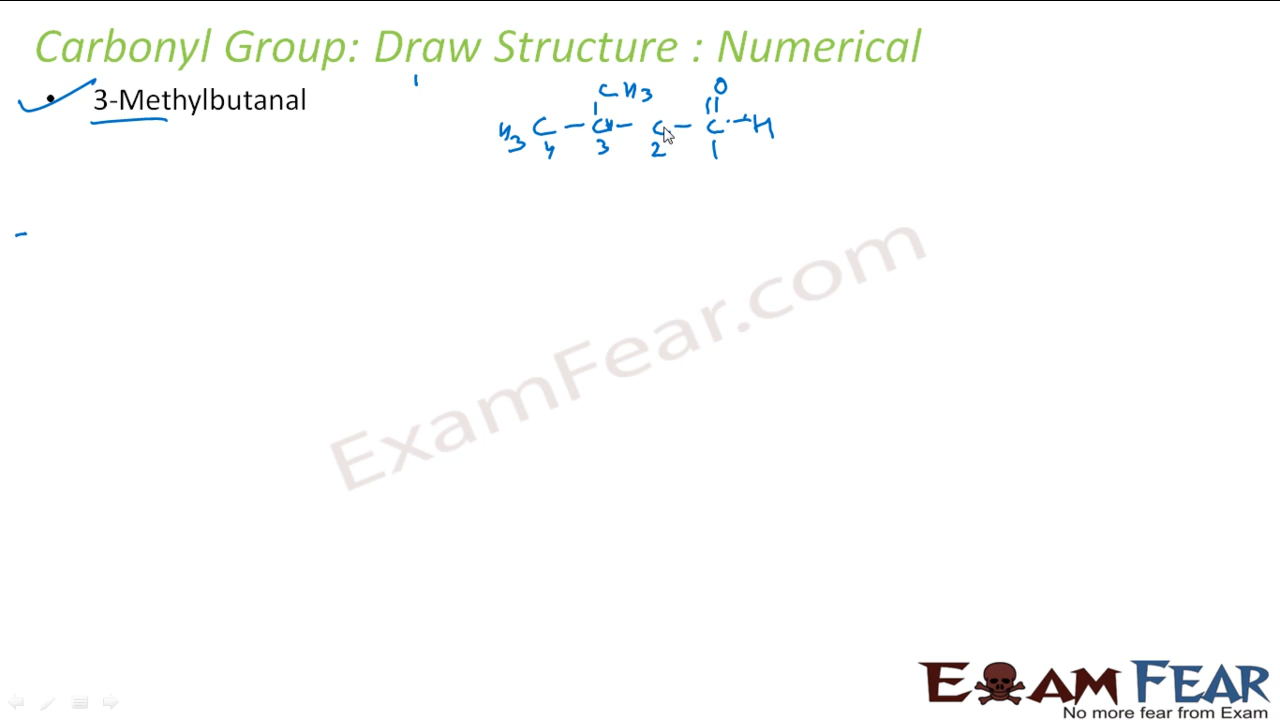 Carbonyl Group: Draw Structure : Numerical
• 3-Methylbutanal
CH3 O
H3C – CH – C – C – H
4 3 2 1
ExamFear.com
EXAM FEAR
No more fear from Exam